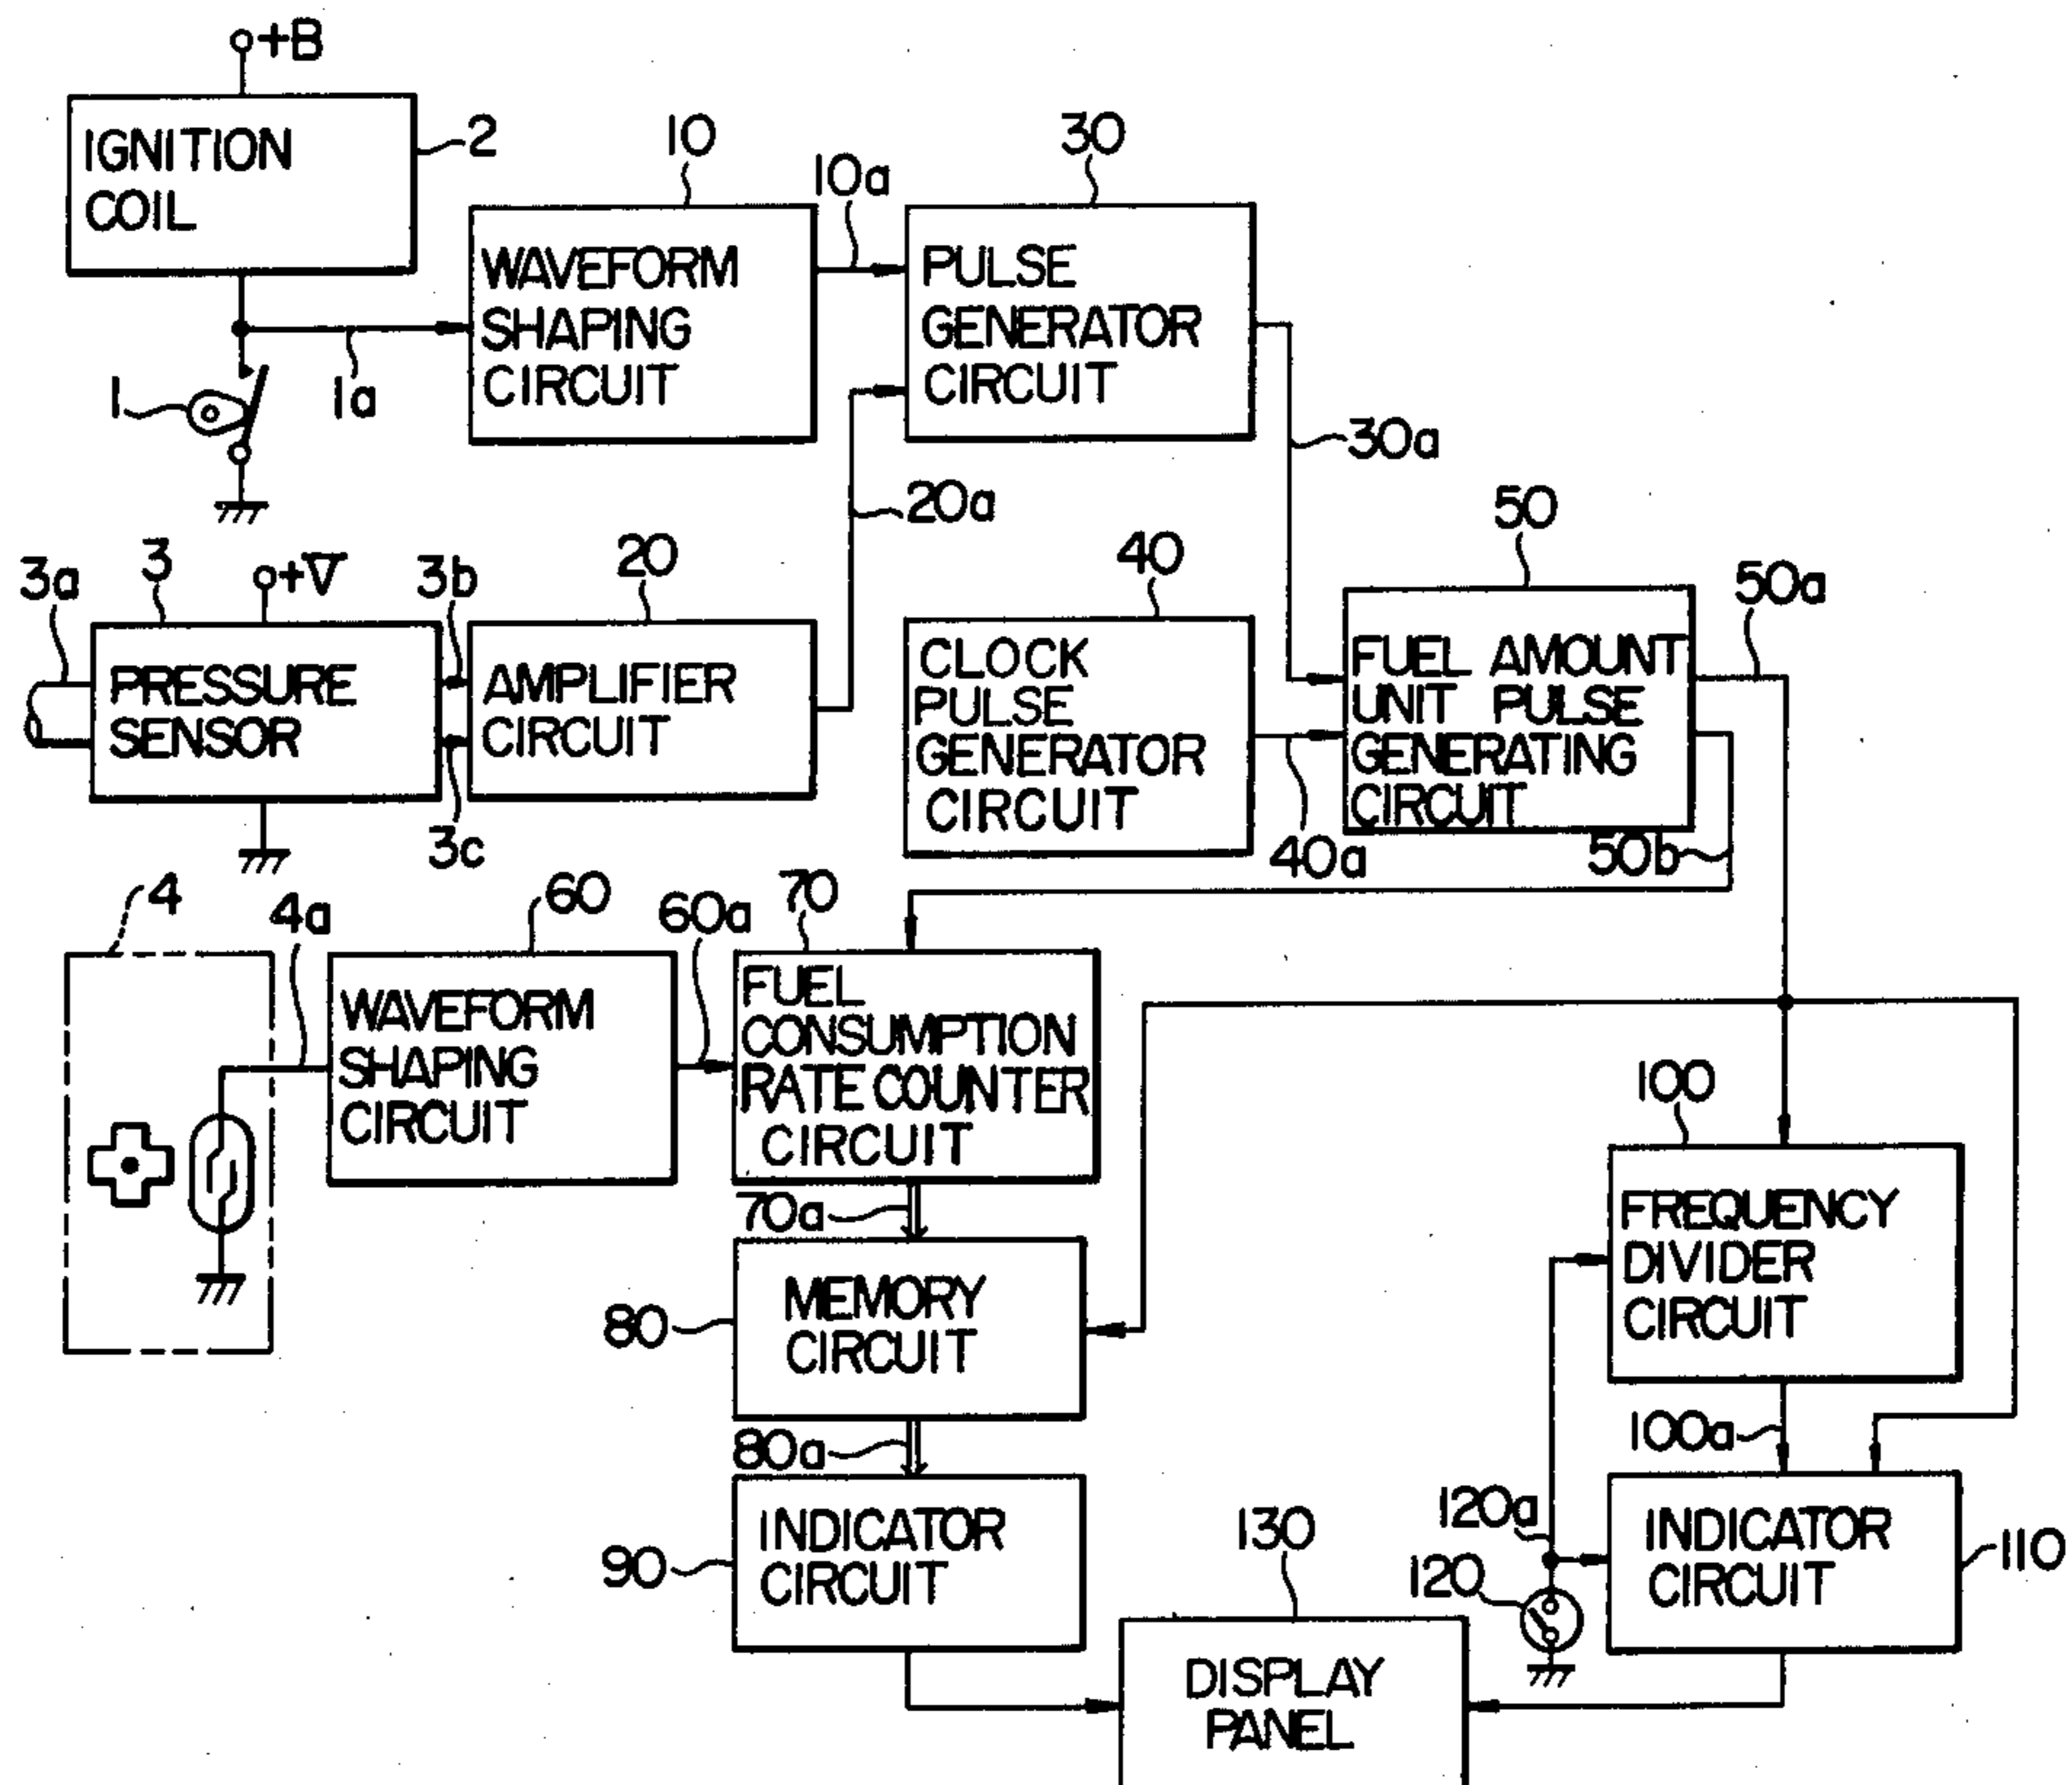 +B
IGNITION
COIL
2
10
10a
30
WAVEFORM
SHAPING
CIRCUIT
PULSE
GENERATOR
CIRCUIT
1
1a
30a
20a
50
3a
3
+V
3b
20
40
50a
PRESSURE
SENSOR
AMPLIFIER
CIRCUIT
CLOCK
PULSE
GENERATOR
CIRCUIT
FUEL AMOUNT
UNIT PULSE
GENERATING
CIRCUIT
3c
40a
50b
4
4a
60
60a
70
WAVEFORM
SHAPING
CIRCUIT
FUEL
CONSUMPTION
RATE COUNTER
CIRCUIT
100
70a
FREQUENCY
DIVIDER
CIRCUIT
80
MEMORY
CIRCUIT
80a
100a
90
INDICATOR
CIRCUIT
130
120a
120
INDICATOR
CIRCUIT
110
DISPLAY
PANEL